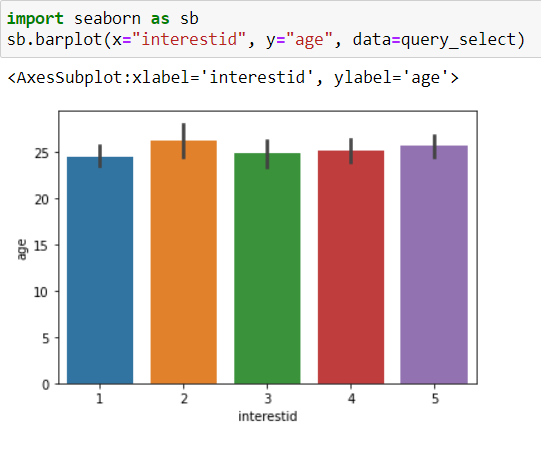 import seaborn as sb
sb.barplot(x="interestid", y="age", data=query_select)
<AxesSubplot:xlabel='interestid', ylabel='age'>
25
20
15
10
5
0
age
1 2 3 4 5
interestid